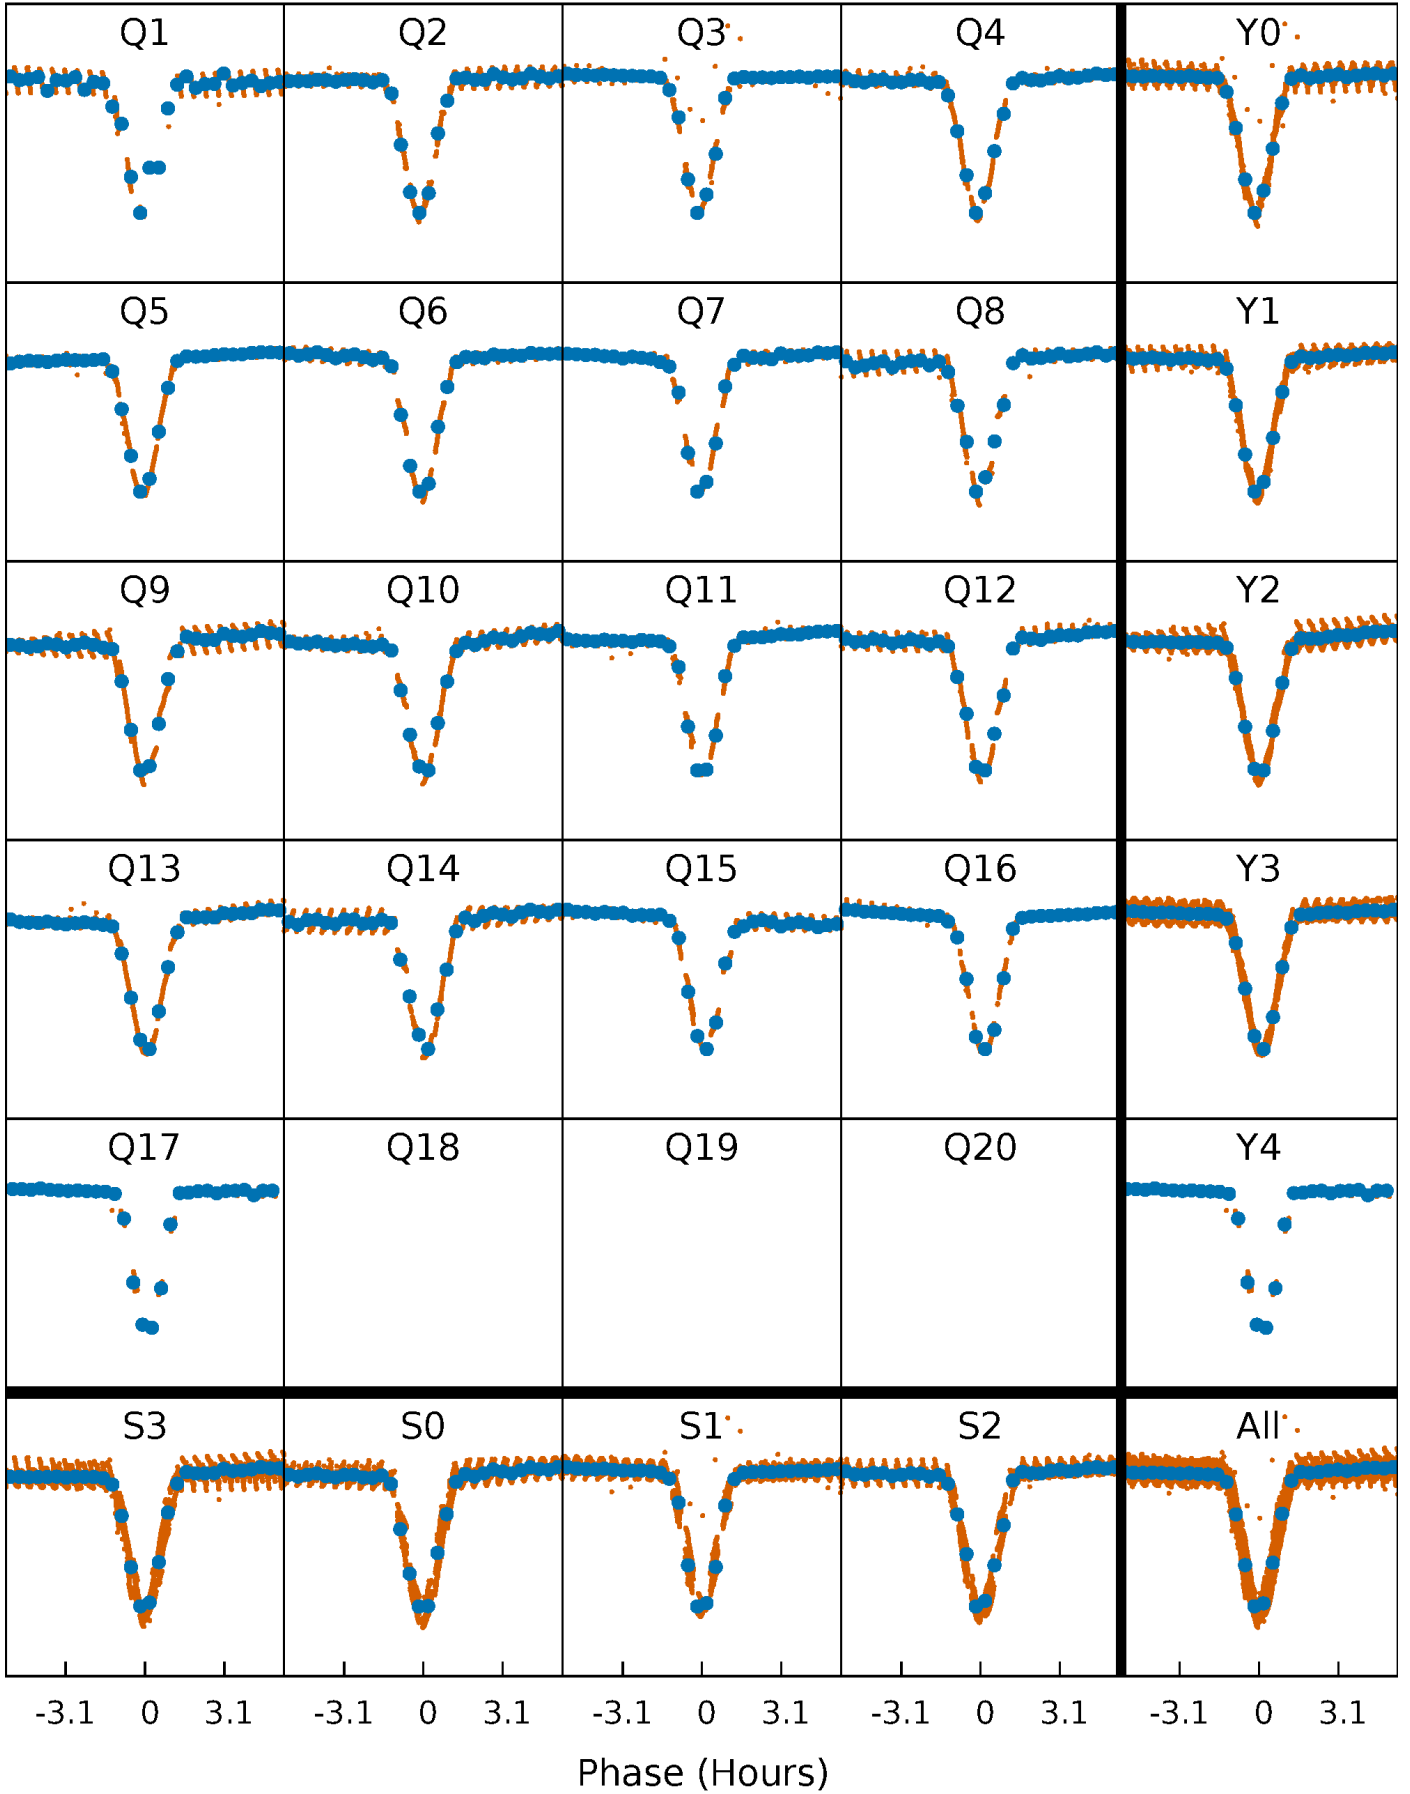 Q1 Q2 Q3 Q4 Y0
Q5 Q6 Q7 Q8 Y1
Q9 Q10 Q11 Q12 Y2
Q13 Q14 Q15 Q16 Y3
Q17 Q18 Q19 Q20 Y4
S3 S0 S1 S2 All
-3.1 0 3.1 -3.1 0 3.1 -3.1 0 3.1 -3.1 0 3.1 -3.1 0 3.1
Phase (Hours)